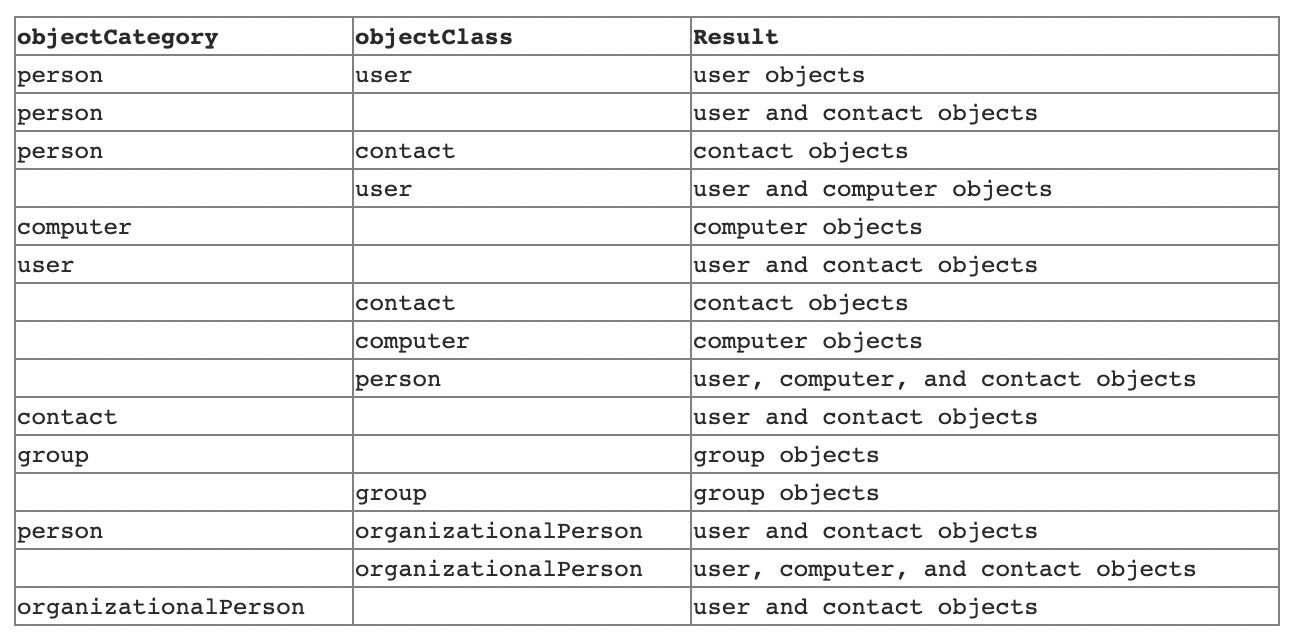 objectCategory objectClass Result
person user user objects
person user and contact objects
person contact contact objects
user user and computer objects
computer computer objects
user user and contact objects
contact contact objects
computer computer objects
person user, computer, and contact objects
contact user and contact objects
group group objects
group group objects
person organizationalPerson user and contact objects
organizationalPerson user, computer, and contact objects
organizationalPerson user and contact objects